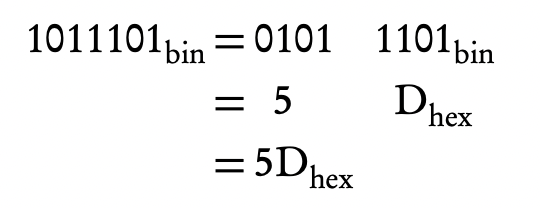 1011101bin = 0101 1101bin
= 5 Dhex
= 5Dhex